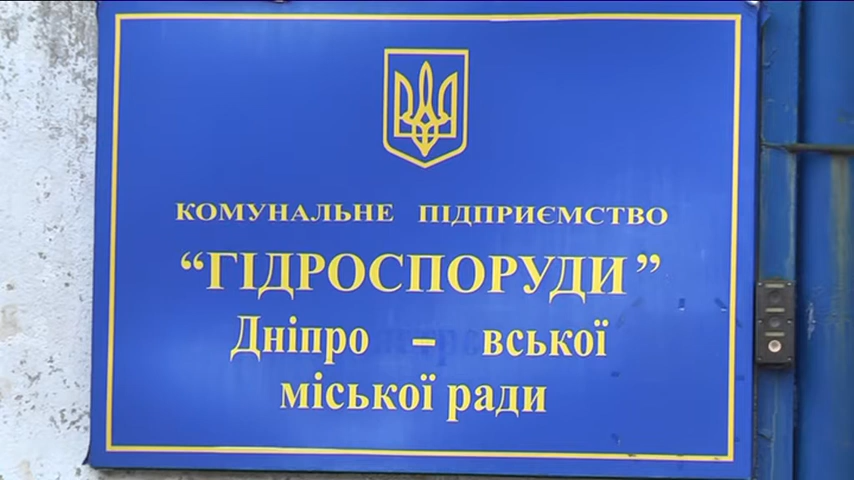 КОМУНАЛЬНЕ ПІДПРИЄМСТВО
“ГІДРОСПОРУДИ”
Дніпро – вської
міської ради